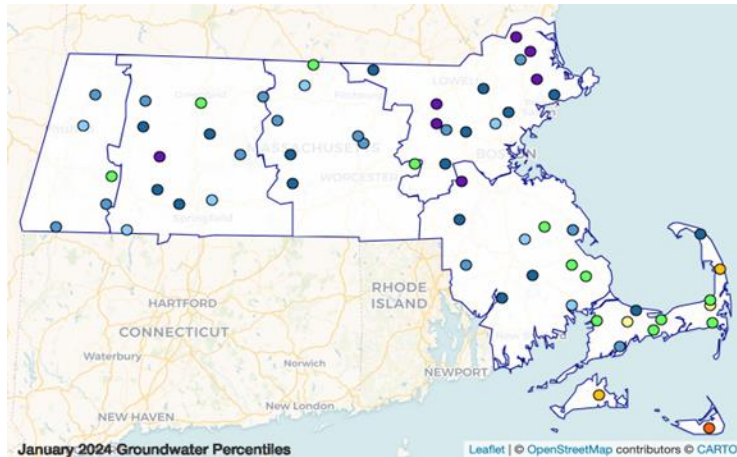 LOWELL
MASSACHUSETTS
BOSTON
WORCESTER
Springfield
RHODE
ISLAND
HARTFORD
CONNECTICUT
Waterbury
Norwich
NEWPORT
NEW HAVEN
New London
January 2024 Groundwater Percentiles
Leaflet | © OpenStreetMap contributors © CARTO